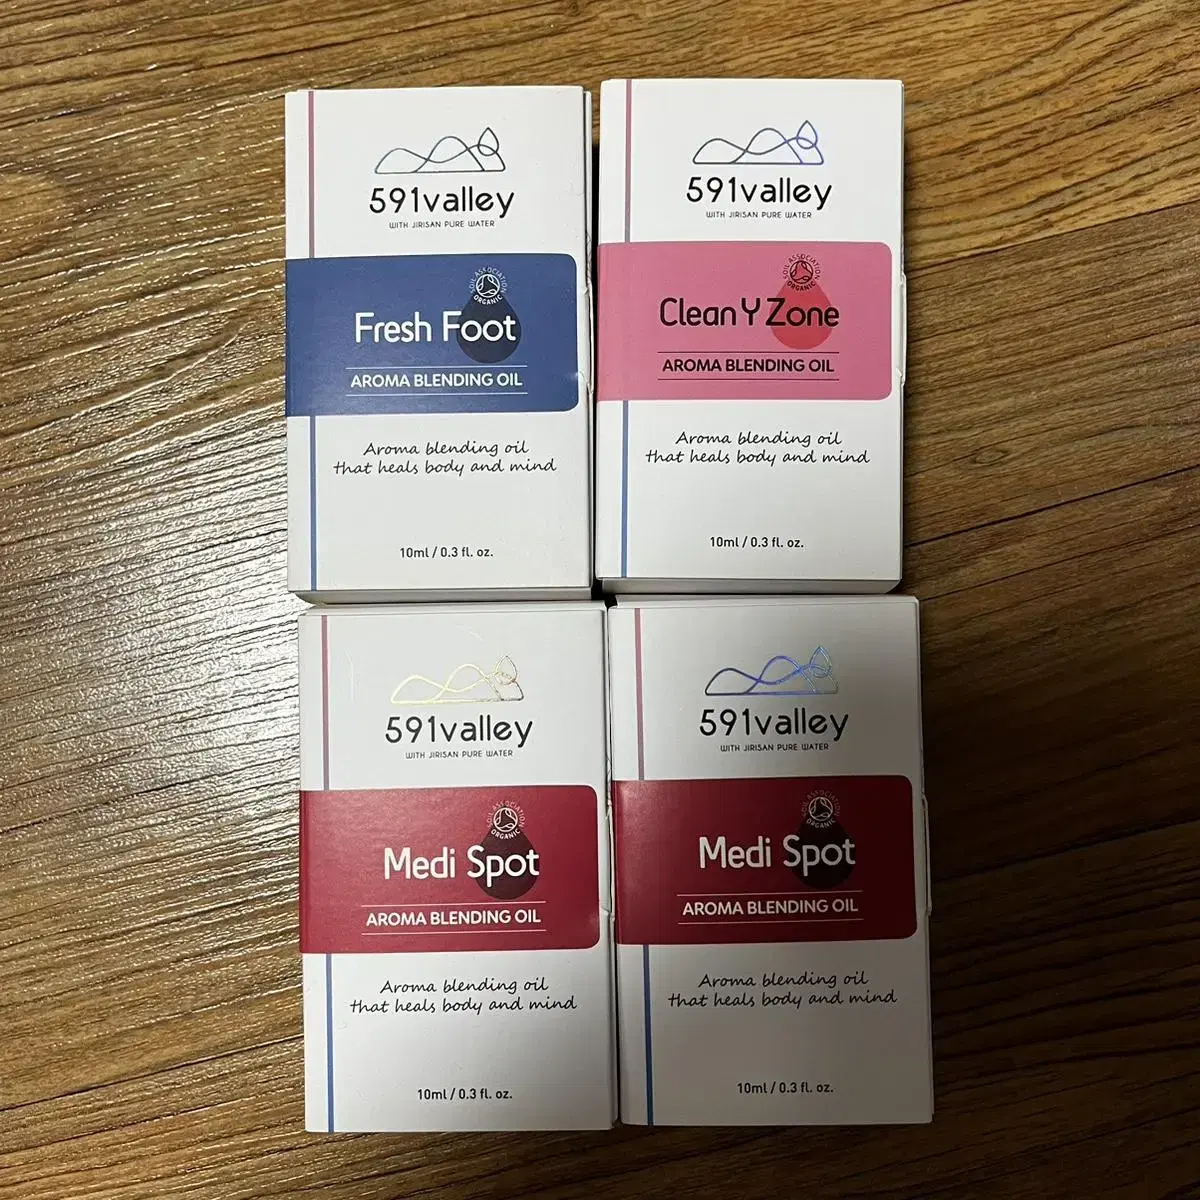 591valley
WITH JIRISAN PURE WATER
SOIL ASSOCIATION
ORGANIC
Fresh Foot
AROMA BLENDING OIL
Aroma blending oil
that heals body and mind
10ml / 0.3 fl. oz.
591valley
WITH JIRISAN PURE WATER
SOIL ASSOCIATION
ORGANIC
Clean Y Zone
AROMA BLENDING OIL
Aroma blending oil
that heals body and mind
10ml / 0.3 fl. oz.
591valley
WITH JIRISAN PURE WATER
SOIL ASSOCIATION
ORGANIC
Medi Spot
AROMA BLENDING OIL
Aroma blending oil
that heals body and mind
10ml / 0.3 fl. oz.
591valley
WITH JIRISAN PURE WATER
SOIL ASSOCIATION
ORGANIC
Medi Spot
AROMA BLENDING OIL
Aroma blending oil
that heals body and mind
10ml / 0.3 fl. oz.